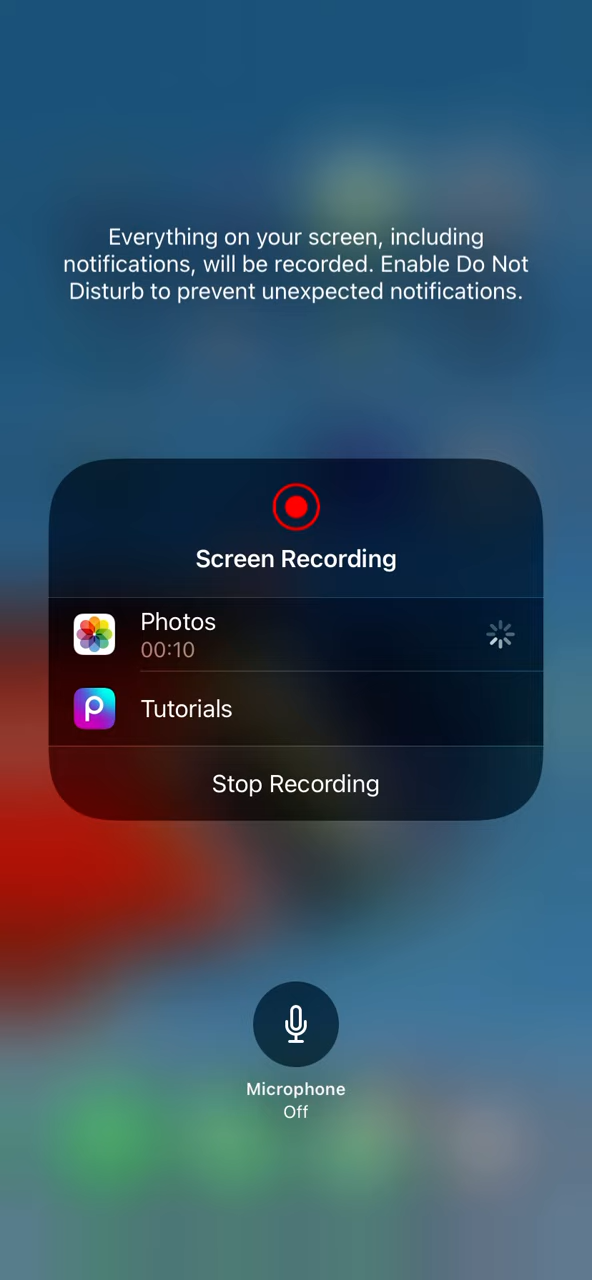 Everything on your screen, including
notifications, will be recorded. Enable Do Not
Disturb to prevent unexpected notifications.
Screen Recording
Photos
00:10
Tutorials
Stop Recording
Microphone
Off